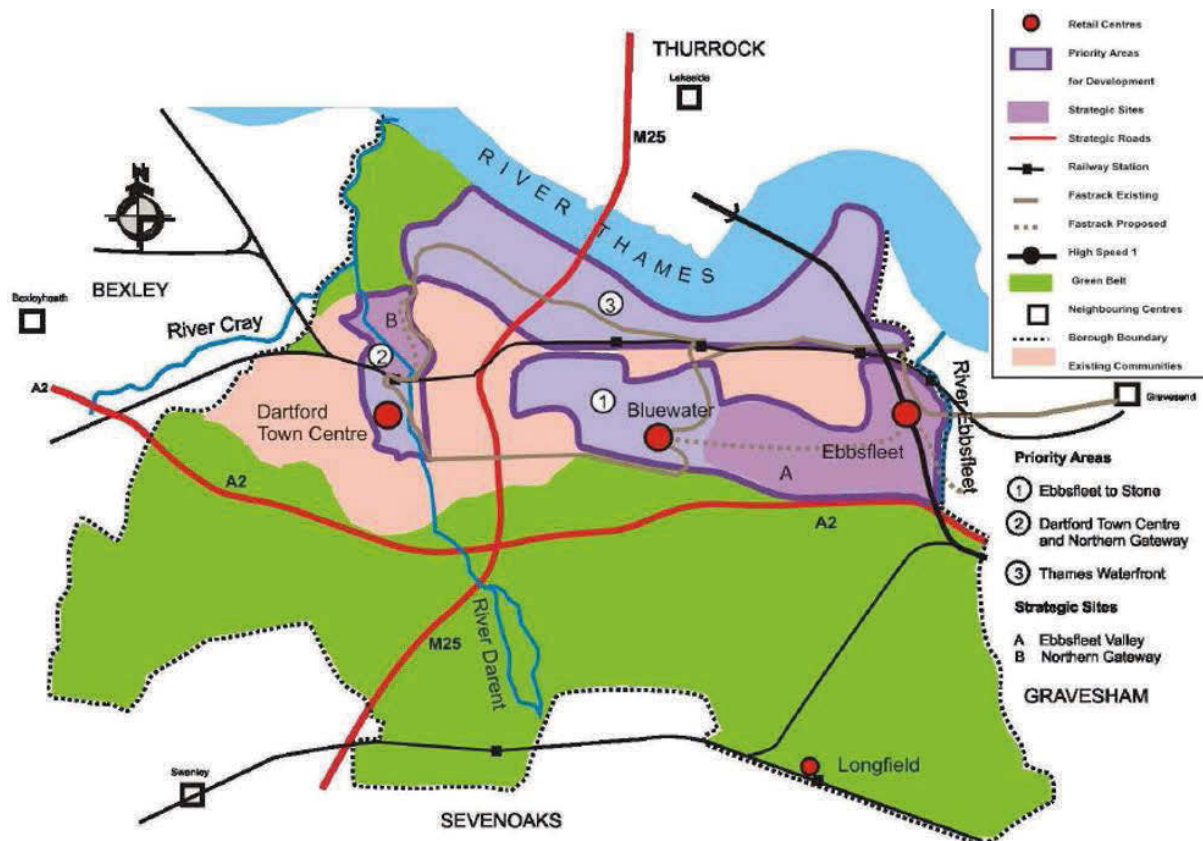 THURROCK
Lakeside
M25
N
RIVER THAMES
BEXLEY
Bexleyheath
River Cray
A2
B
2
3
1
Dartford
Town Centre
Bluewater
Ebbsfleet
A
River Ebbsfleet
A2
A2
River Darent
M25
Swanley
SEVENOAKS
Longfield
GRAVESHAM
Gravesend
Retail Centres
Priority Areas
for Development
Strategic Sites
Strategic Roads
Railway Station
Fastrack Existing
Fastrack Proposed
High Speed 1
Green Belt
Neighbouring Centres
Borough Boundary
Existing Communities
Priority Areas
1 Ebbsfleet to Stone
2 Dartford Town Centre
and Northern Gateway
3 Thames Waterfront
Strategic Sites
A Ebbsfleet Valley
B Northern Gateway